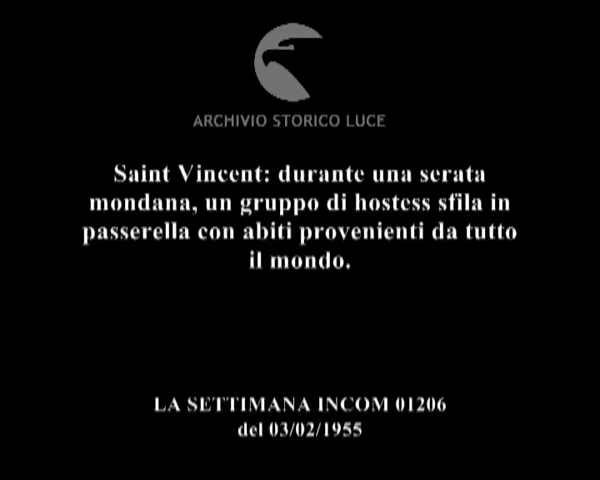 ARCHIVIO STORICO LUCE
Saint Vincent: durante una serata
mondana, un gruppo di hostess sfila in
passerella con abiti provenienti da tutto
il mondo.
LA SETTIMANA INCOM 01206
del 03/02/1955